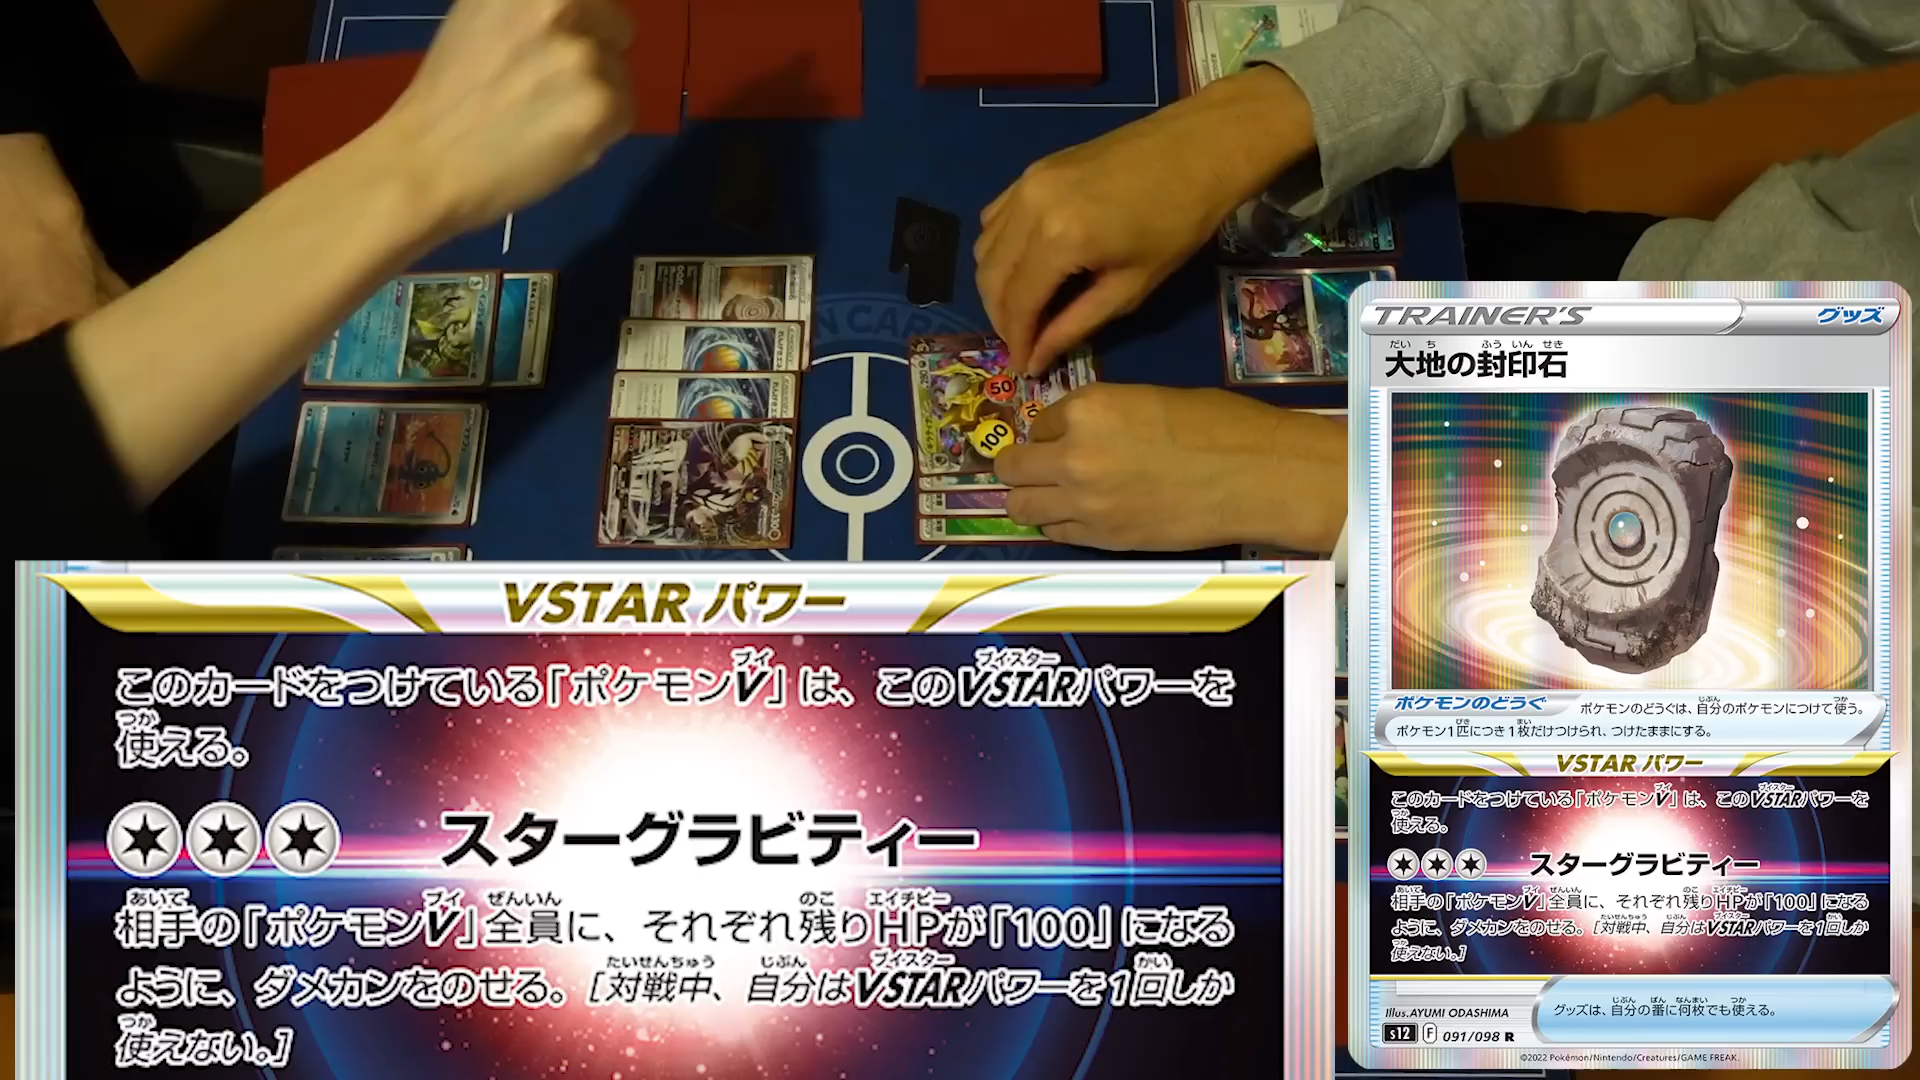 50
10
100
330
280
N CARD
VSTARパワー
このカードをつけている「ポケモンV」は、このVSTARパワーを
使える。
スターグラビティー
相手の「ポケモンV」全員に、それぞれ残りHPが「100」になる
ように、ダメカンをのせる。[対戦中、自分はVSTARパワーを1回しか
使えない。]
TRAINER'S
グッズ
大地の封印石
ポケモンのどうぐ
ポケモンのどうぐは、自分のポケモンにつけて使う。
ポケモン1匹につき1枚だけつけられ、つけたままにする。
VSTARパワー
このカードをつけている「ポケモンV」は、このVSTARパワーを
使える。
スターグラビティー
相手の「ポケモンV」全員に、それぞれ残りHPが「100」になる
ように、ダメカンをのせる。[対戦中、自分はVSTARパワーを1回しか
使えない。]
Illus.AYUMI ODASHIMA
グッズは、自分の番に何枚でも使える。
s12 F 091/098 R
©2022 Pokémon/Nintendo/Creatures/GAME FREAK.